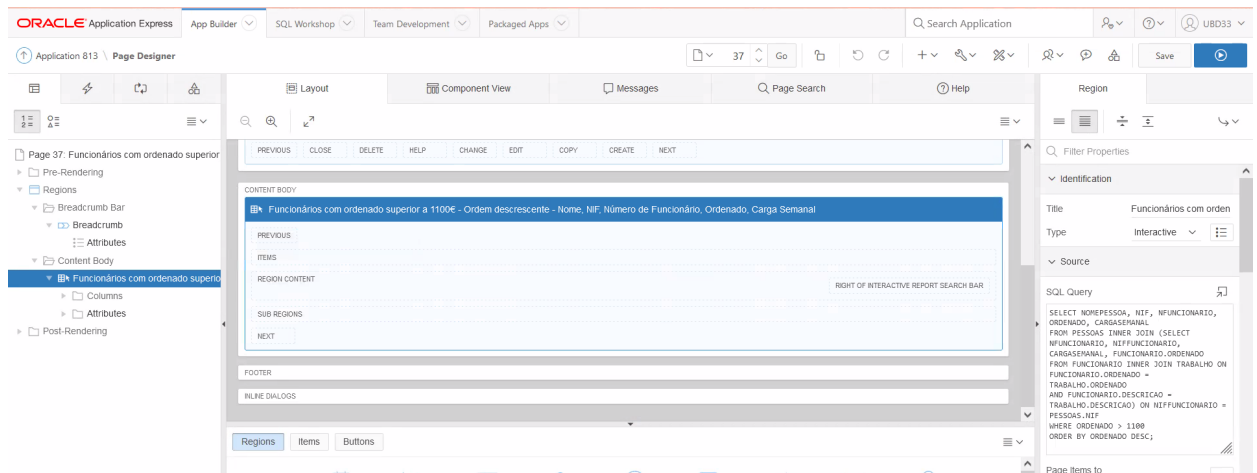 ORACLE Application Express App Builder SQL Workshop Team Development Packaged Apps Search Application UBD33
Application 813 \ Page Designer 37 Go Save
Layout Component View Messages Page Search Help Region
Page 37: Funcionários com ordenado superior
Pre-Rendering
Regions
Breadcrumb Bar
Breadcrumb
Attributes
Content Body
Funcionários com ordenado superio
Columns
Attributes
Post-Rendering
PREVIOUS CLOSE DELETE HELP CHANGE EDIT COPY CREATE NEXT
CONTENT BODY
Funcionários com ordenado superior a 1100€ - Ordem descrescente - Nome, NIF, Número de Funcionário, Ordenado, Carga Semanal
PREVIOUS
ITEMS
REGION CONTENT
RIGHT OF INTERACTIVE REPORT SEARCH BAR
SUB REGIONS
NEXT
FOOTER
INLINE DIALOGS
Regions Items Buttons
Filter Properties
Identification
Title Funcionários com orden
Type Interactive
Source
SQL Query
SELECT NOMEPESSOA, NIF, NFUNCIONARIO,
ORDENADO, CARGASEMANAL
FROM PESSOAS INNER JOIN (SELECT
NFUNCIONARIO, NIFFUNCIONARIO,
CARGASEMANAL, FUNCIONARIO.ORDENADO
FROM FUNCIONARIO INNER JOIN TRABALHO ON
FUNCIONARIO.ORDENADO =
TRABALHO.ORDENADO
AND FUNCIONARIO.DESCRICAO =
TRABALHO.DESCRICAO) ON NIFFUNCIONARIO =
PESSOAS.NIF
WHERE ORDENADO > 1100
ORDER BY ORDENADO DESC;
Page Items to